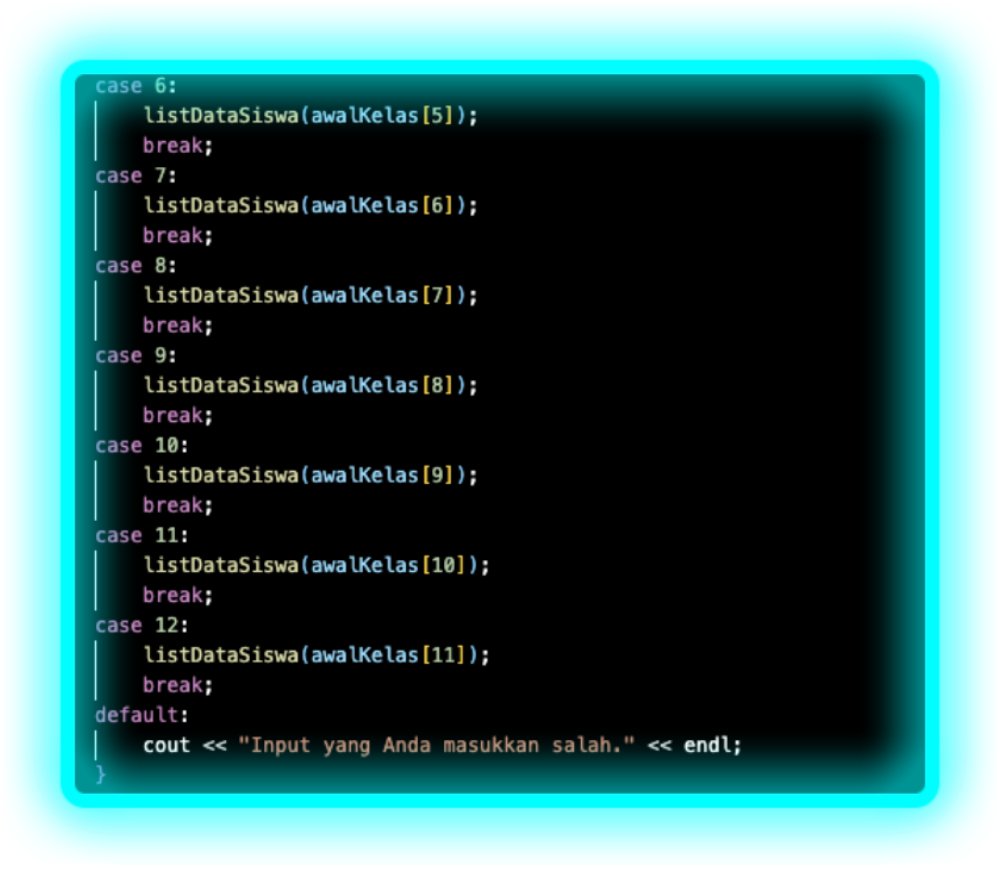 case 6:
listDataSiswa(awalKelas[5]);
break;
case 7:
listDataSiswa(awalKelas[6]);
break;
case 8:
listDataSiswa(awalKelas[7]);
break;
case 9:
listDataSiswa(awalKelas[8]);
break;
case 10:
listDataSiswa(awalKelas[9]);
break;
case 11:
listDataSiswa(awalKelas[10]);
break;
case 12:
listDataSiswa(awalKelas[11]);
break;
default:
cout << "Input yang Anda masukkan salah." << endl;
}